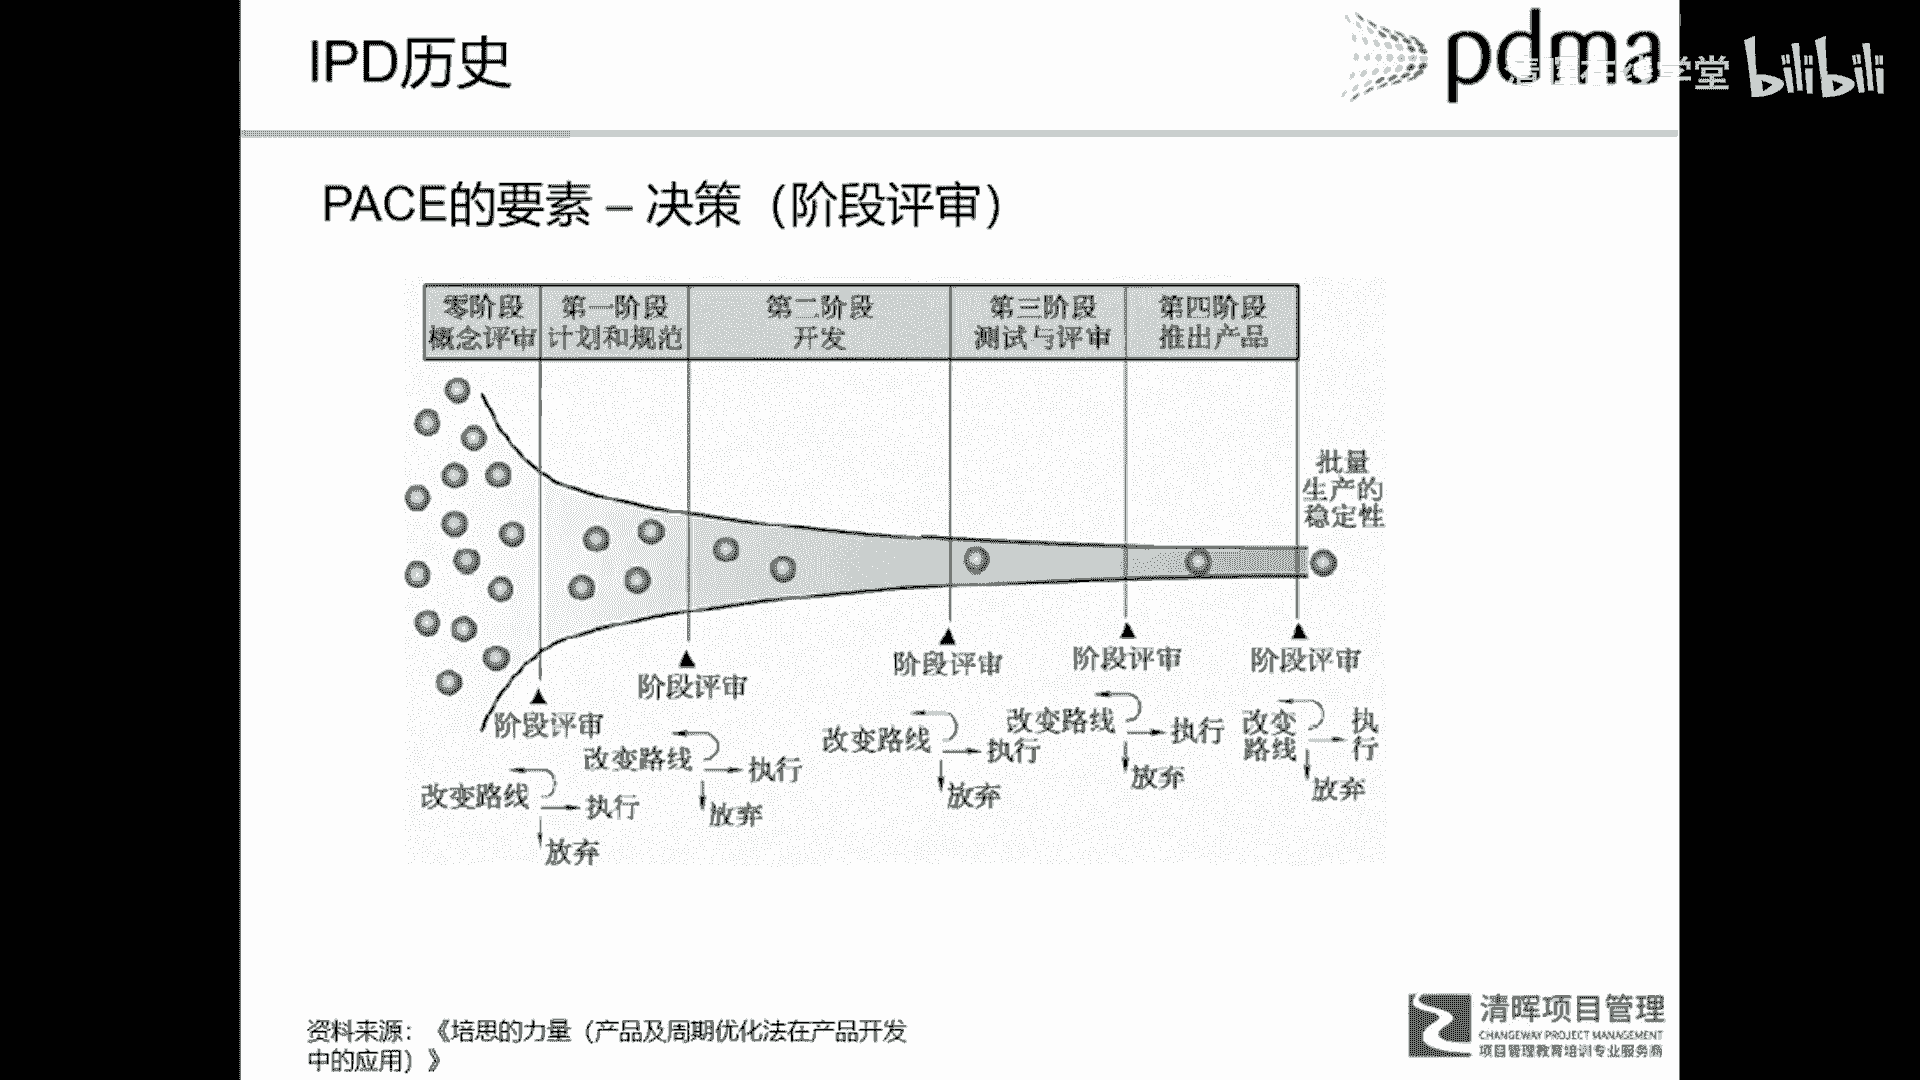 IPD历史
pdma
清晖在线学堂 bilibili
PACE的要素 – 决策（阶段评审）
零阶段
概念评审
第一阶段
计划和规范
第二阶段
开发
第三阶段
测试与评审
第四阶段
推出产品
批量
生产的
稳定性
阶段评审
改变路线
执行
放弃
阶段评审
改变路线
执行
放弃
阶段评审
改变路线
执行
放弃
阶段评审
改变路线
执行
放弃
阶段评审
改变
路线
执
行
放弃
资料来源：《培思的力量（产品及周期优化法在产品开发
中的应用）》
清晖项目管理
CHANGEWAY PROJECT MANAGEMENT
项目管理教育培训专业服务商